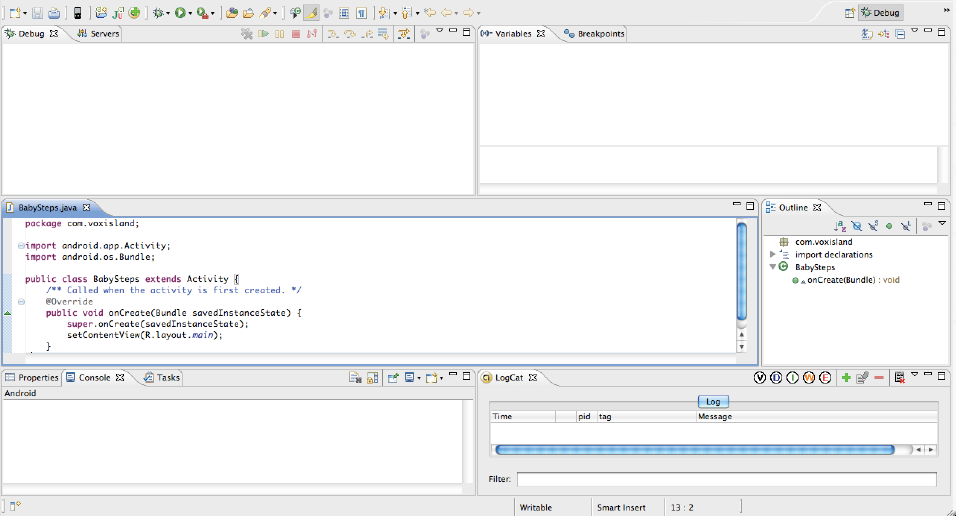 Debug
Debug
Servers
Variables
Breakpoints
BabySteps.java
package com.voxisland;
import android.app.Activity;
import android.os.Bundle;
public class BabySteps extends Activity {
/** Called when the activity is first created. */
@Override
public void onCreate(Bundle savedInstanceState) {
super.onCreate(savedInstanceState);
setContentView(R.layout.main);
}
Outline
com.voxisland
import declarations
BabySteps
onCreate(Bundle) : void
Properties
Console
Tasks
Android
LogCat
V D I W E
Log
Time pid tag Message
Filter:
Writable
Smart Insert
13 : 2